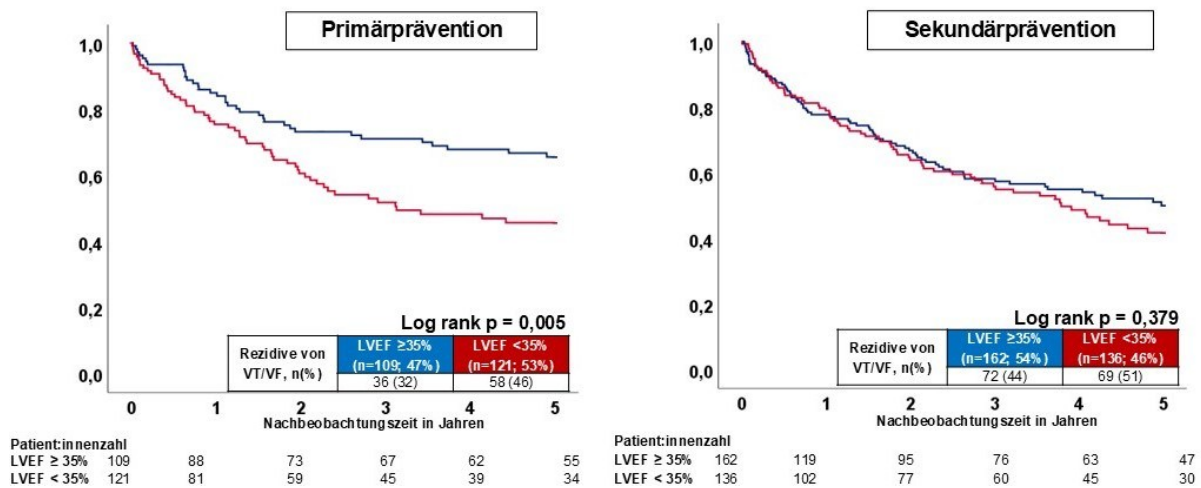 Primärprävention
1,0
0,8
0,6
0,4
0,2
0,0
Log rank p = 0,005
Rezidive von VT/VF, n(%)
LVEF ≥35% (n=109; 47%)
LVEF <35% (n=121; 53%)
36 (32)
58 (46)
0 1 2 3 4 5
Nachbeobachtungszeit in Jahren
Patient:innenzahl
LVEF ≥ 35% 109 88 73 67 62 55
LVEF < 35% 121 81 59 45 39 34
Sekundärprävention
1,0
0,8
0,6
0,4
0,2
0,0
Log rank p = 0,379
Rezidive von VT/VF, n(%)
LVEF ≥35% (n=162; 54%)
LVEF <35% (n=136; 46%)
72 (44)
69 (51)
0 1 2 3 4 5
Nachbeobachtungszeit in Jahren
Patient:innenzahl
LVEF ≥ 35% 162 119 95 76 63 47
LVEF < 35% 136 102 77 60 45 30